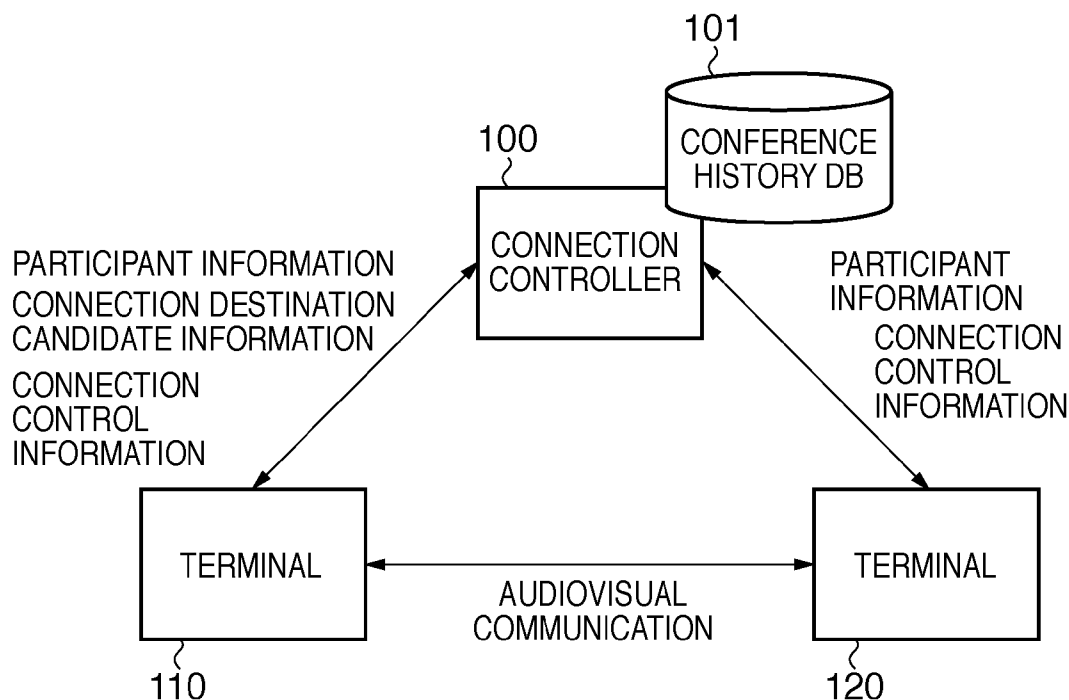 101
CONFERENCE
HISTORY DB
100
CONNECTION
CONTROLLER
PARTICIPANT INFORMATION
CONNECTION DESTINATION
CANDIDATE INFORMATION
CONNECTION
CONTROL
INFORMATION
PARTICIPANT
INFORMATION
CONNECTION
CONTROL
INFORMATION
TERMINAL
AUDIOVISUAL
COMMUNICATION
TERMINAL
110
120